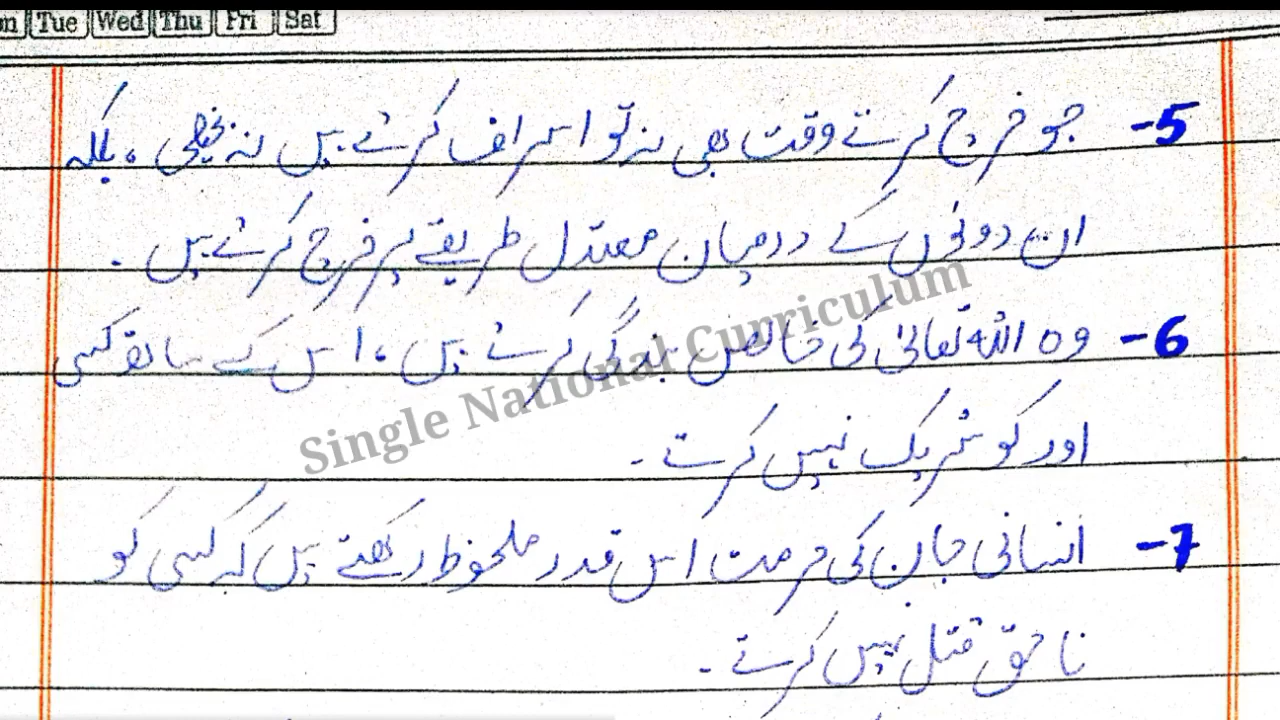 Tue Wed Thu Fri Sat
5- جو خرچ کرتے وقت بھی نہ تو اسراف کرتے ہیں نہ بخیلی ، بلکہ
ان دونوں کے درمیان معتدل طریقے پر خرچ کرتے ہیں .
6- وہ اللہ تعالیٰ کی خالص بندگی کرتے ہیں ، اس کے ساتھ کسی
Single National Curriculum
اور کو شریک نہیں کرتے .
7- انسانی جان کی حرمت اس قدر ملحوظ رکھتے ہیں کہ کسی کو
ناحق قتل نہیں کرتے .